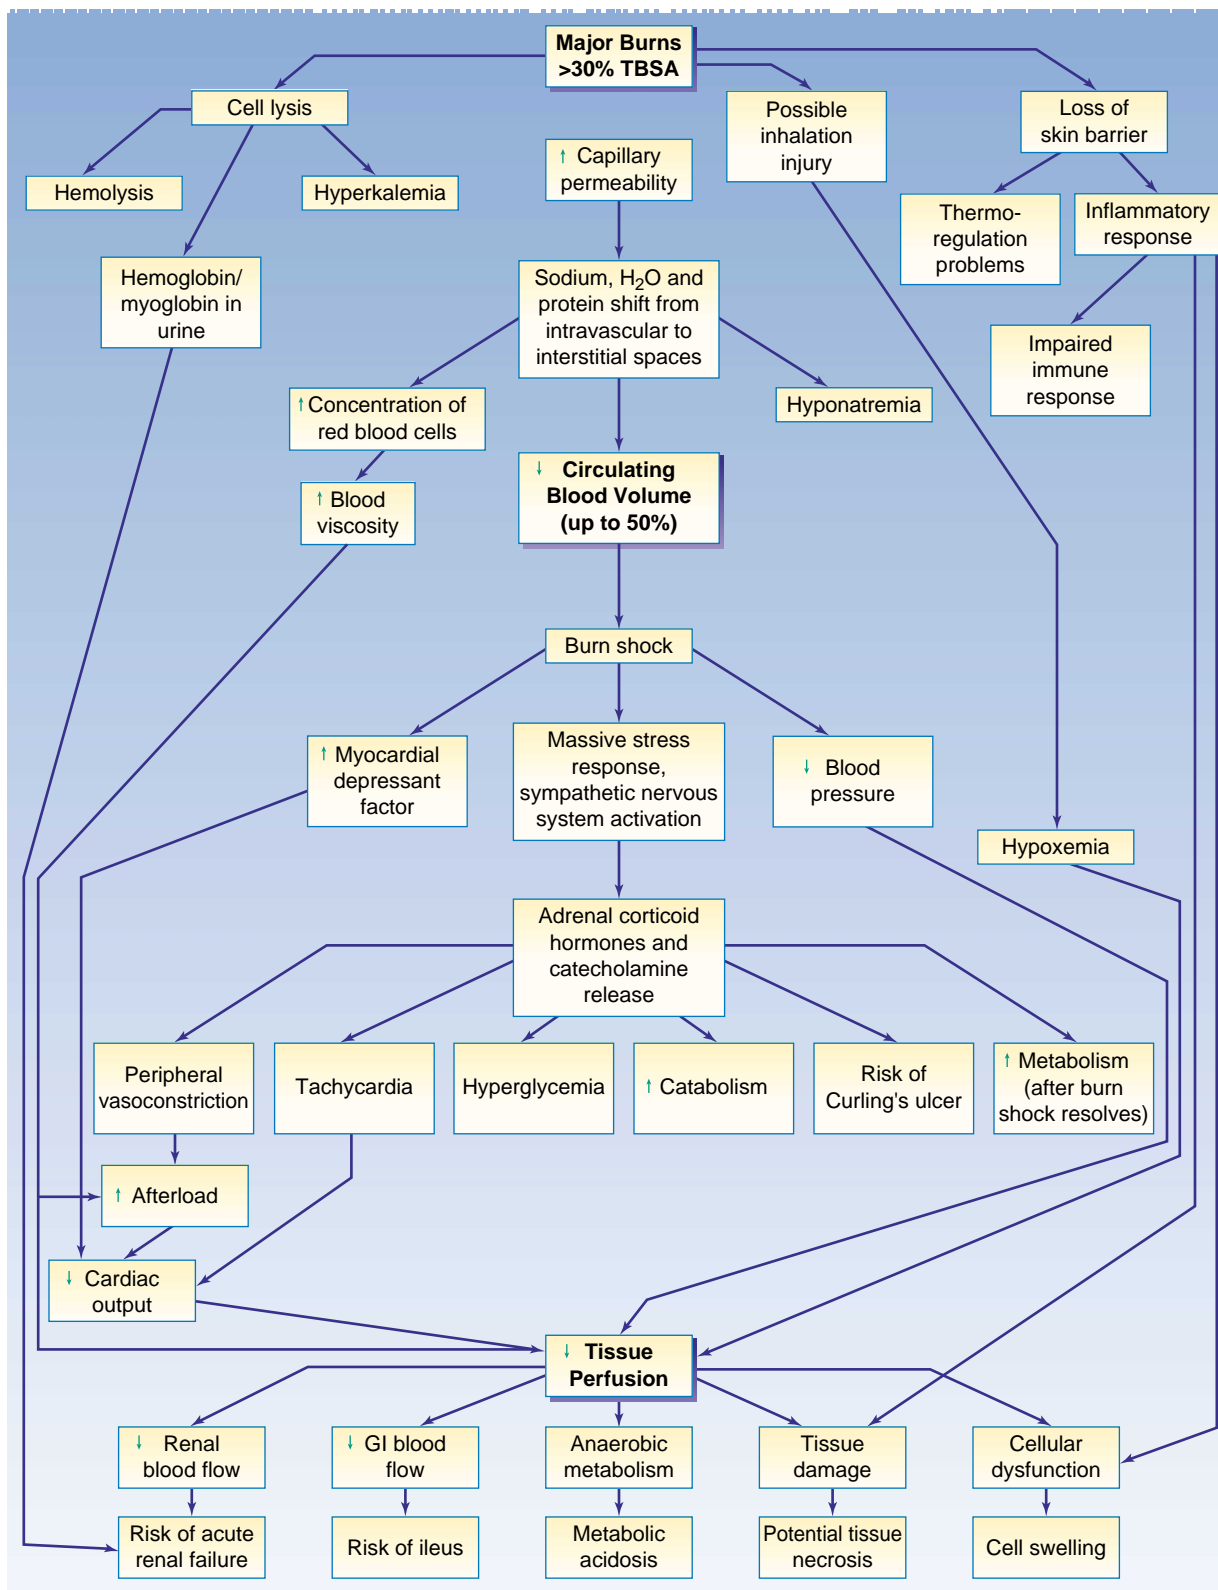 Major Burns
>30% TBSA
Cell lysis
Possible
inhalation
injury
Loss of
skin barrier
↑ Capillary
permeability
Hemolysis
Hyperkalemia
Thermo-
regulation
problems
Inflammatory
response
Hemoglobin/
myoglobin in
urine
Sodium, H2O and
protein shift from
intravascular to
interstitial spaces
Impaired
immune
response
↑ Concentration of
red blood cells
Hyponatremia
↓ Circulating
Blood Volume
(up to 50%)
↑ Blood
viscosity
Burn shock
↑ Myocardial
depressant
factor
Massive stress
response,
sympathetic nervous
system activation
↓ Blood
pressure
Hypoxemia
Adrenal corticoid
hormones and
catecholamine
release
Peripheral
vasoconstriction
Tachycardia
Hyperglycemia
↑ Catabolism
Risk of
Curling's ulcer
↑ Metabolism
(after burn
shock resolves)
↑ Afterload
↓ Cardiac
output
↓ Tissue
Perfusion
↓ Renal
blood flow
↓ GI blood
flow
Anaerobic
metabolism
Tissue
damage
Cellular
dysfunction
Risk of acute
renal failure
Risk of ileus
Metabolic
acidosis
Potential tissue
necrosis
Cell swelling